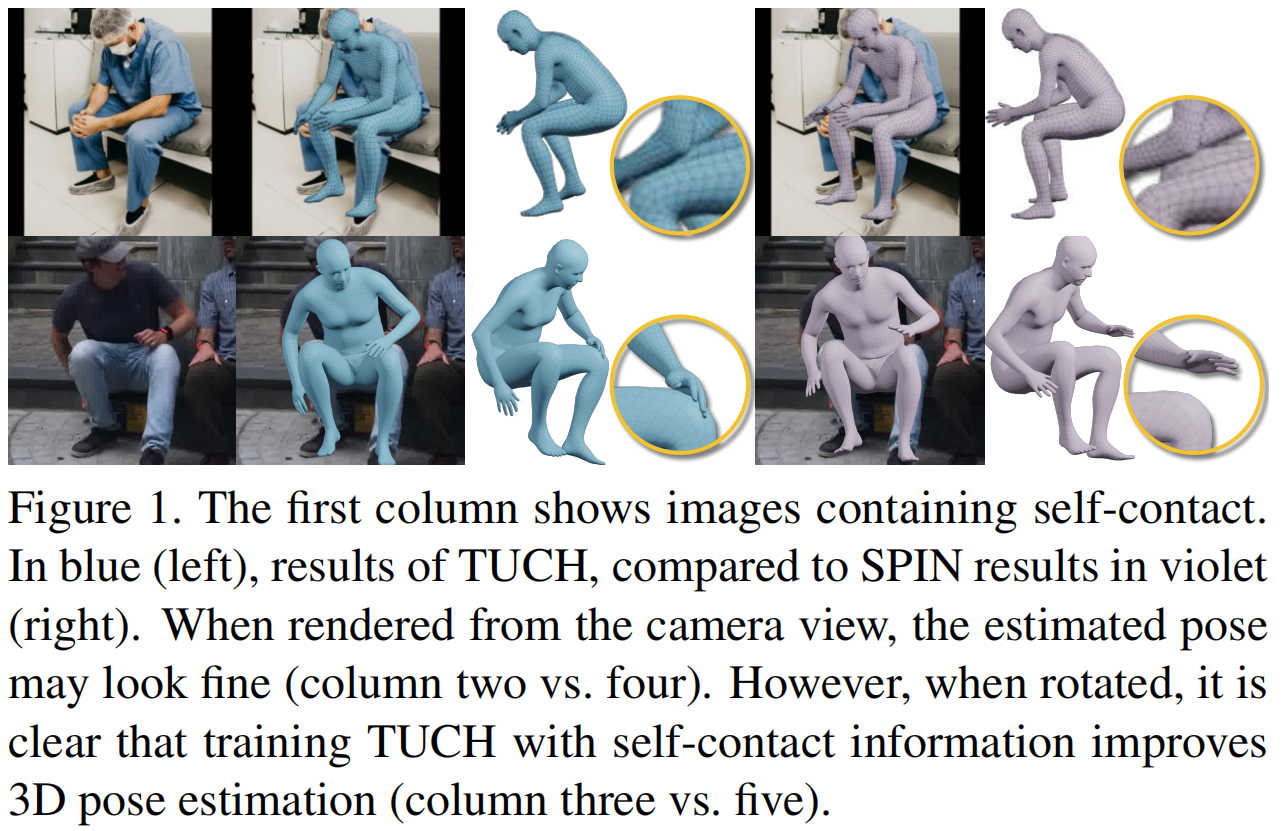 Figure 1. The first column shows images containing self-contact.
In blue (left), results of TUCH, compared to SPIN results in violet
(right). When rendered from the camera view, the estimated pose
may look fine (column two vs. four). However, when rotated, it is
clear that training TUCH with self-contact information improves
3D pose estimation (column three vs. five).